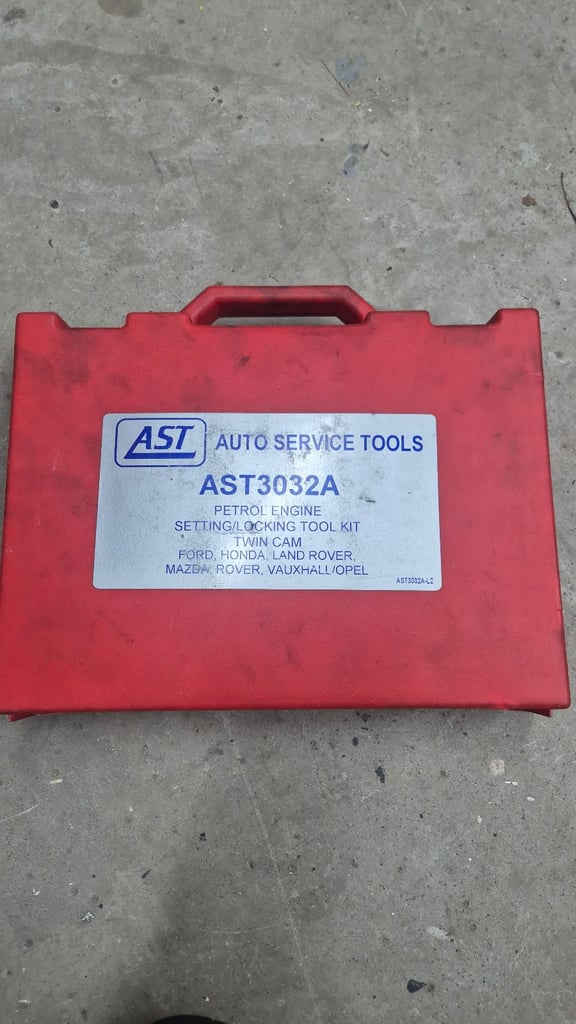 AST AUTO SERVICE TOOLS
AST3032A
PETROL ENGINE
SETTING/LOCKING TOOL KIT
TWIN CAM
FORD, HONDA, LAND ROVER,
MAZDA, ROVER, VAUXHALL/OPEL
AST3032A-L2